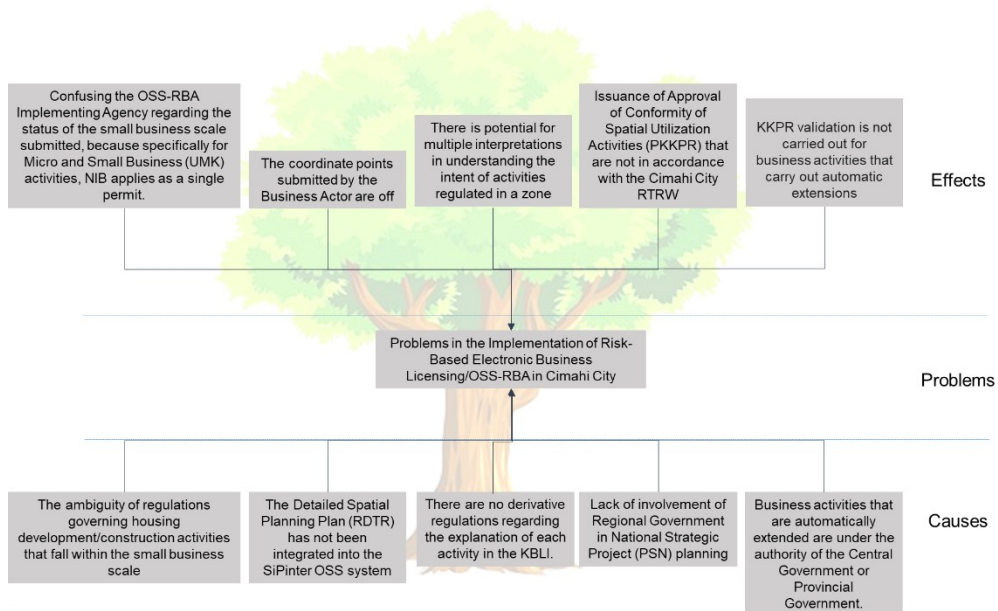 Confusing the OSS-RBA
Implementing Agency regarding the
status of the small business scale
submitted, because specifically for
Micro and Small Business (UMK)
activities, NIB applies as a single
permit.
The coordinate points
submitted by the
Business Actor are off
There is potential for
multiple interpretations
in understanding the
intent of activities
regulated in a zone
Issuance of Approval
of Conformity of
Spatial Utilization
Activities (PKKPR) that
are not in accordance
with the Cimahi City
RTRW
KKPR validation is not
carried out for
business activities that
carry out automatic
extensions
Effects
Problems in the Implementation of Risk-
Based Electronic Business
Licensing/OSS-RBA in Cimahi City
Problems
The ambiguity of regulations
governing housing
development/construction activities
that fall within the small business
scale
The Detailed Spatial
Planning Plan (RDTR)
has not been
integrated into the
SiPinter OSS system
There are no derivative
regulations regarding
the explanation of each
activity in the KBLI.
Lack of involvement of
Regional Government
in National Strategic
Project (PSN) planning
Business activities that
are automatically
extended are under the
authority of the Central
Government or
Provincial
Government.
Causes